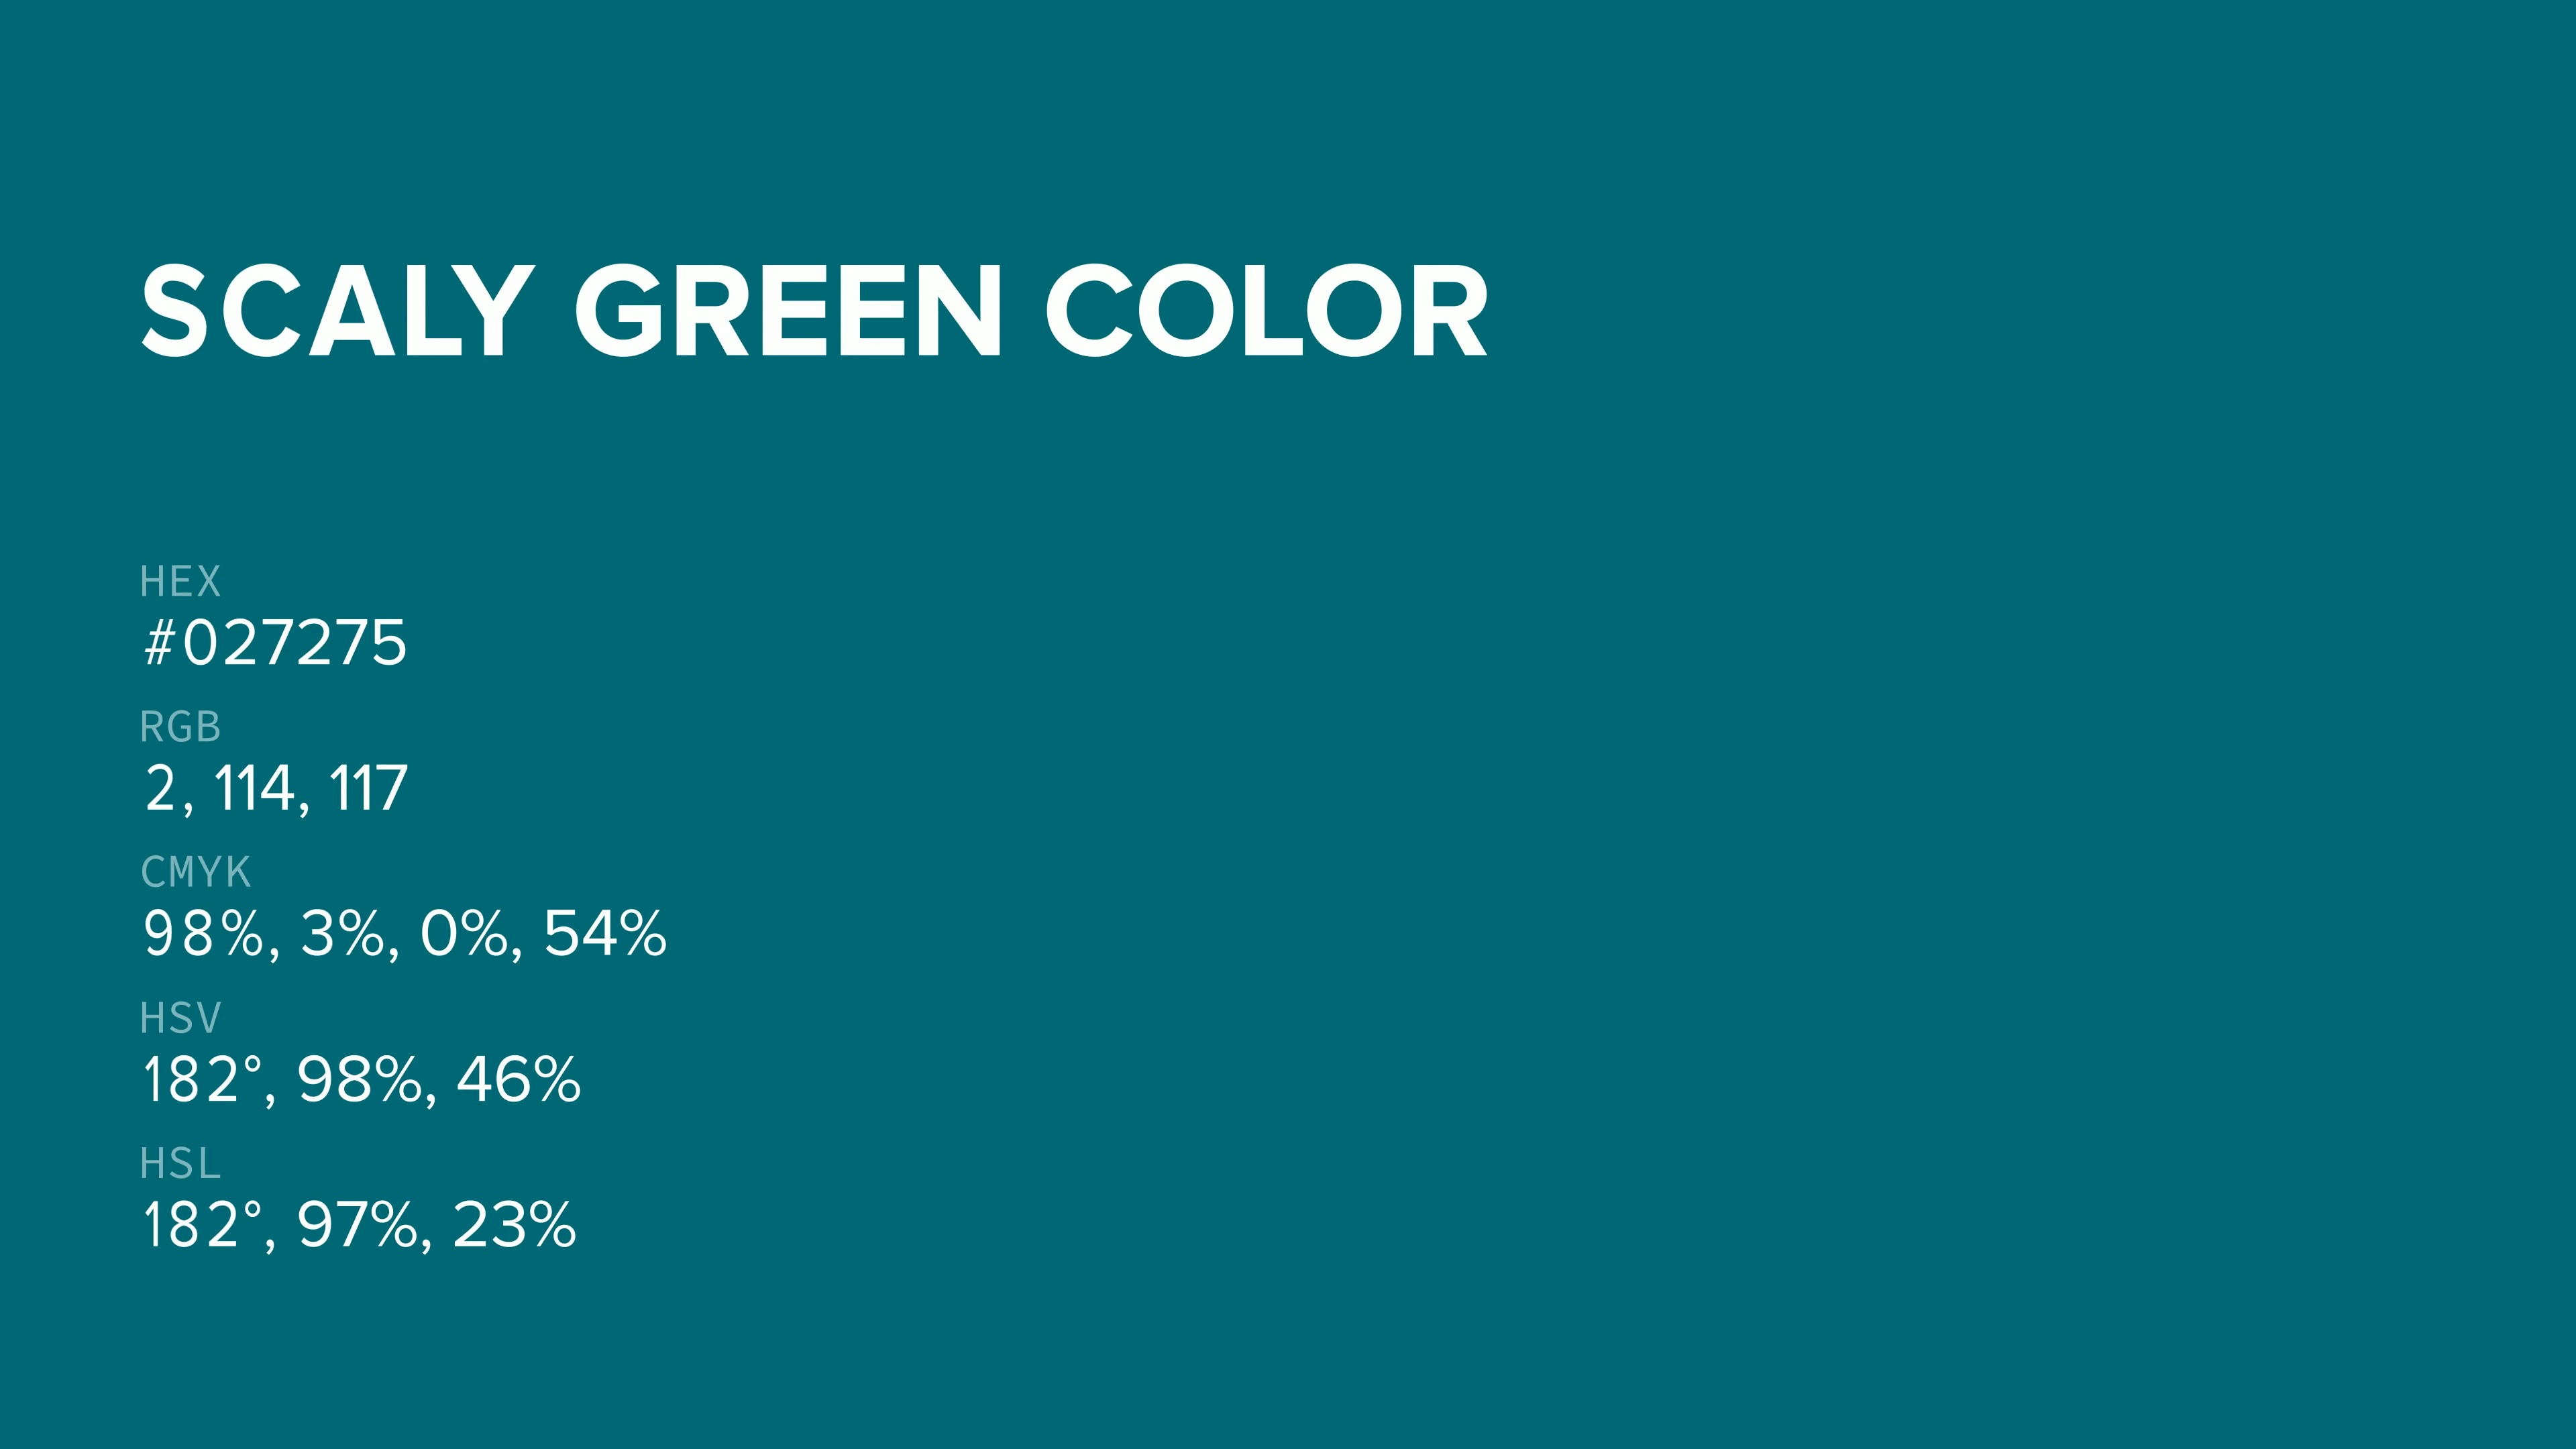 SCALY GREEN COLOR
HEX
#027275
RGB
2, 114, 117
CMYK
98%, 3%, 0%, 54%
HSV
182°, 98%, 46%
HSL
182°, 97%, 23%